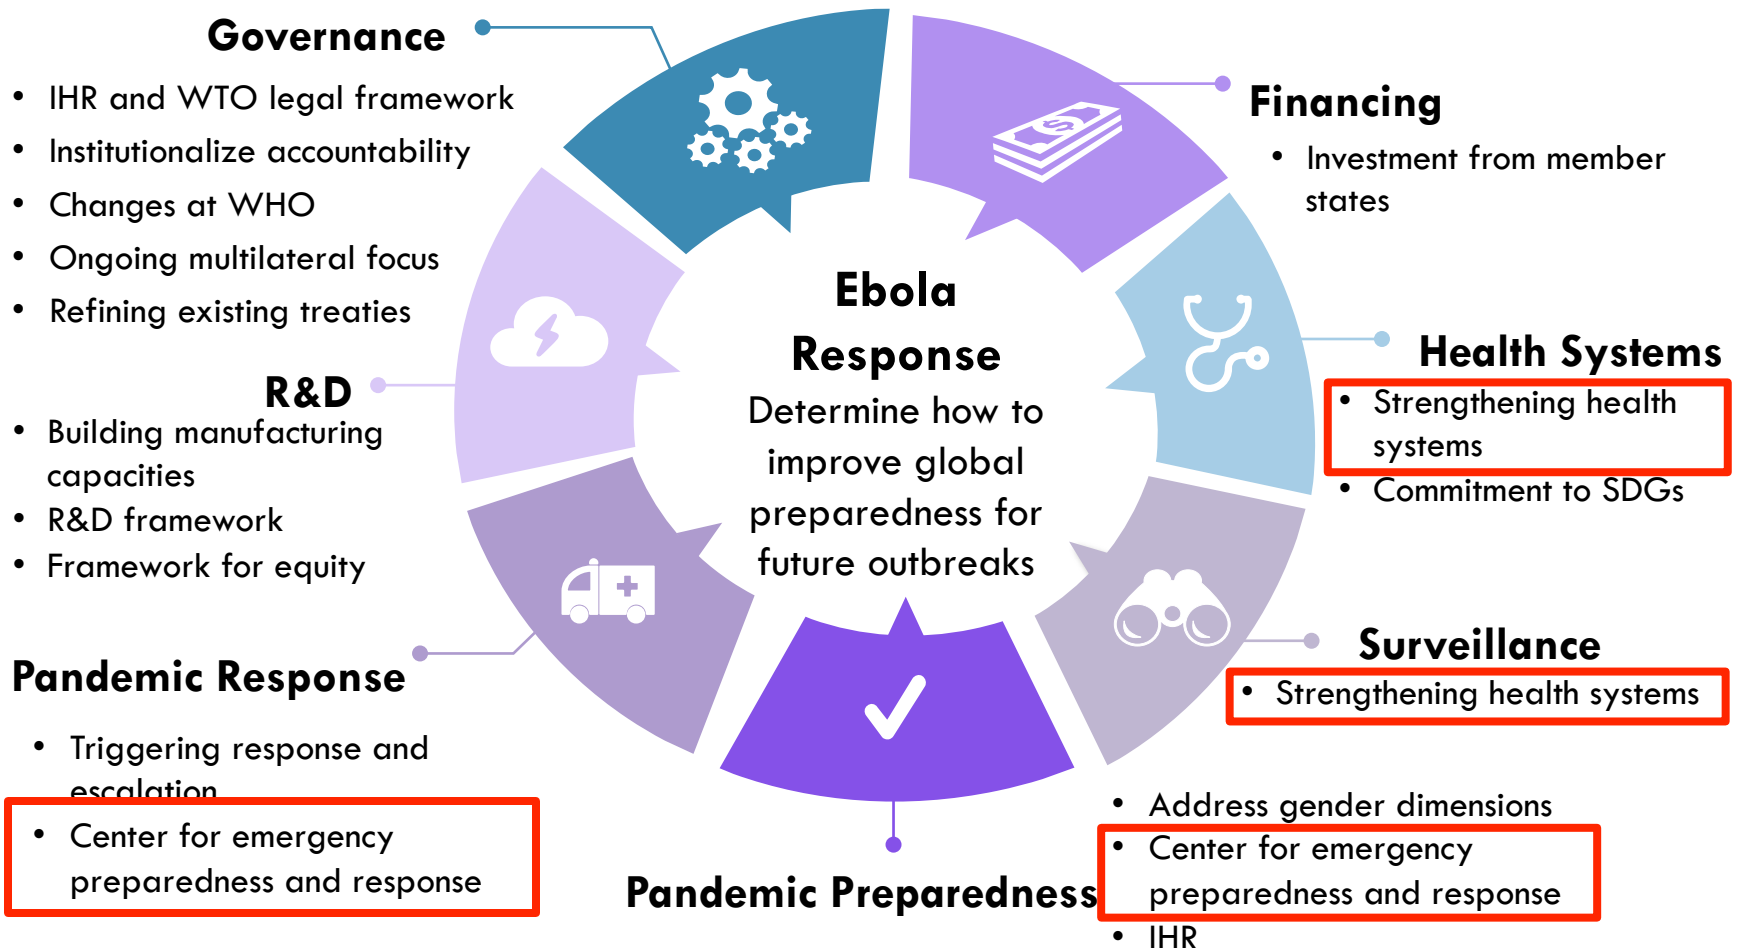 Governance
• IHR and WTO legal framework
• Institutionalize accountability
• Changes at WHO
• Ongoing multilateral focus
• Refining existing treaties
Financing
• Investment from member
states
Health Systems
• Strengthening health
systems
• Commitment to SDGs
Surveillance
• Strengthening health systems
Pandemic Preparedness
• Address gender dimensions
• Center for emergency
preparedness and response
• IHR
Pandemic Response
• Triggering response and
escalation
• Center for emergency
preparedness and response
R&D
• Building manufacturing
capacities
• R&D framework
• Framework for equity
Ebola
Response
Determine how to
improve global
preparedness for
future outbreaks